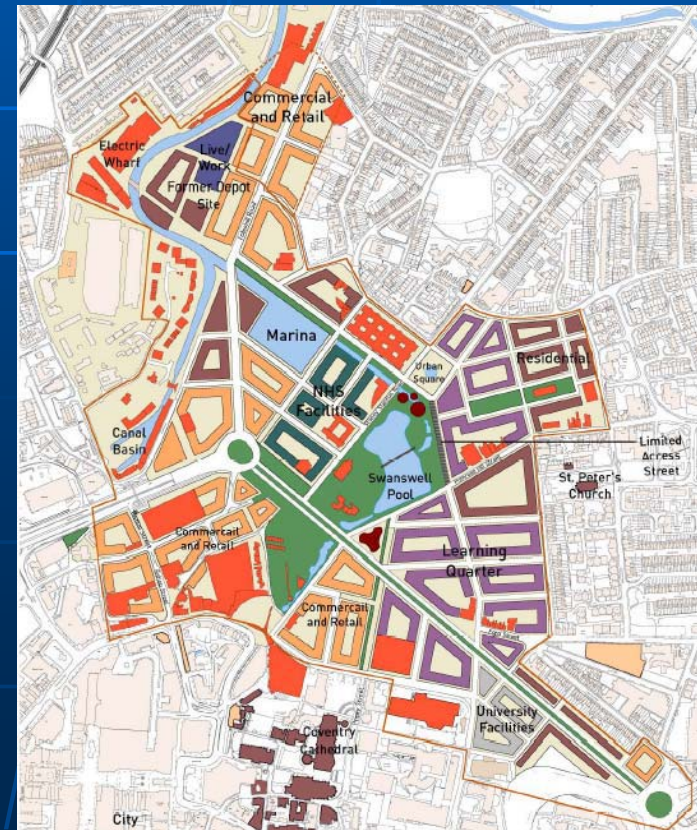 Commercial
and Retail
Electric
Wharf
Live/
Work
Former Depot
Site
Marina
Residential
Urban
Square
NHS
Facilities
Canal
Basin
Limited
Access
Street
Swanswell
Pool
St. Peter's
Church
Commercail
and Retail
Learning
Quarter
Commercail
and Retail
University
Facilities
Coventry
Cathedral
City